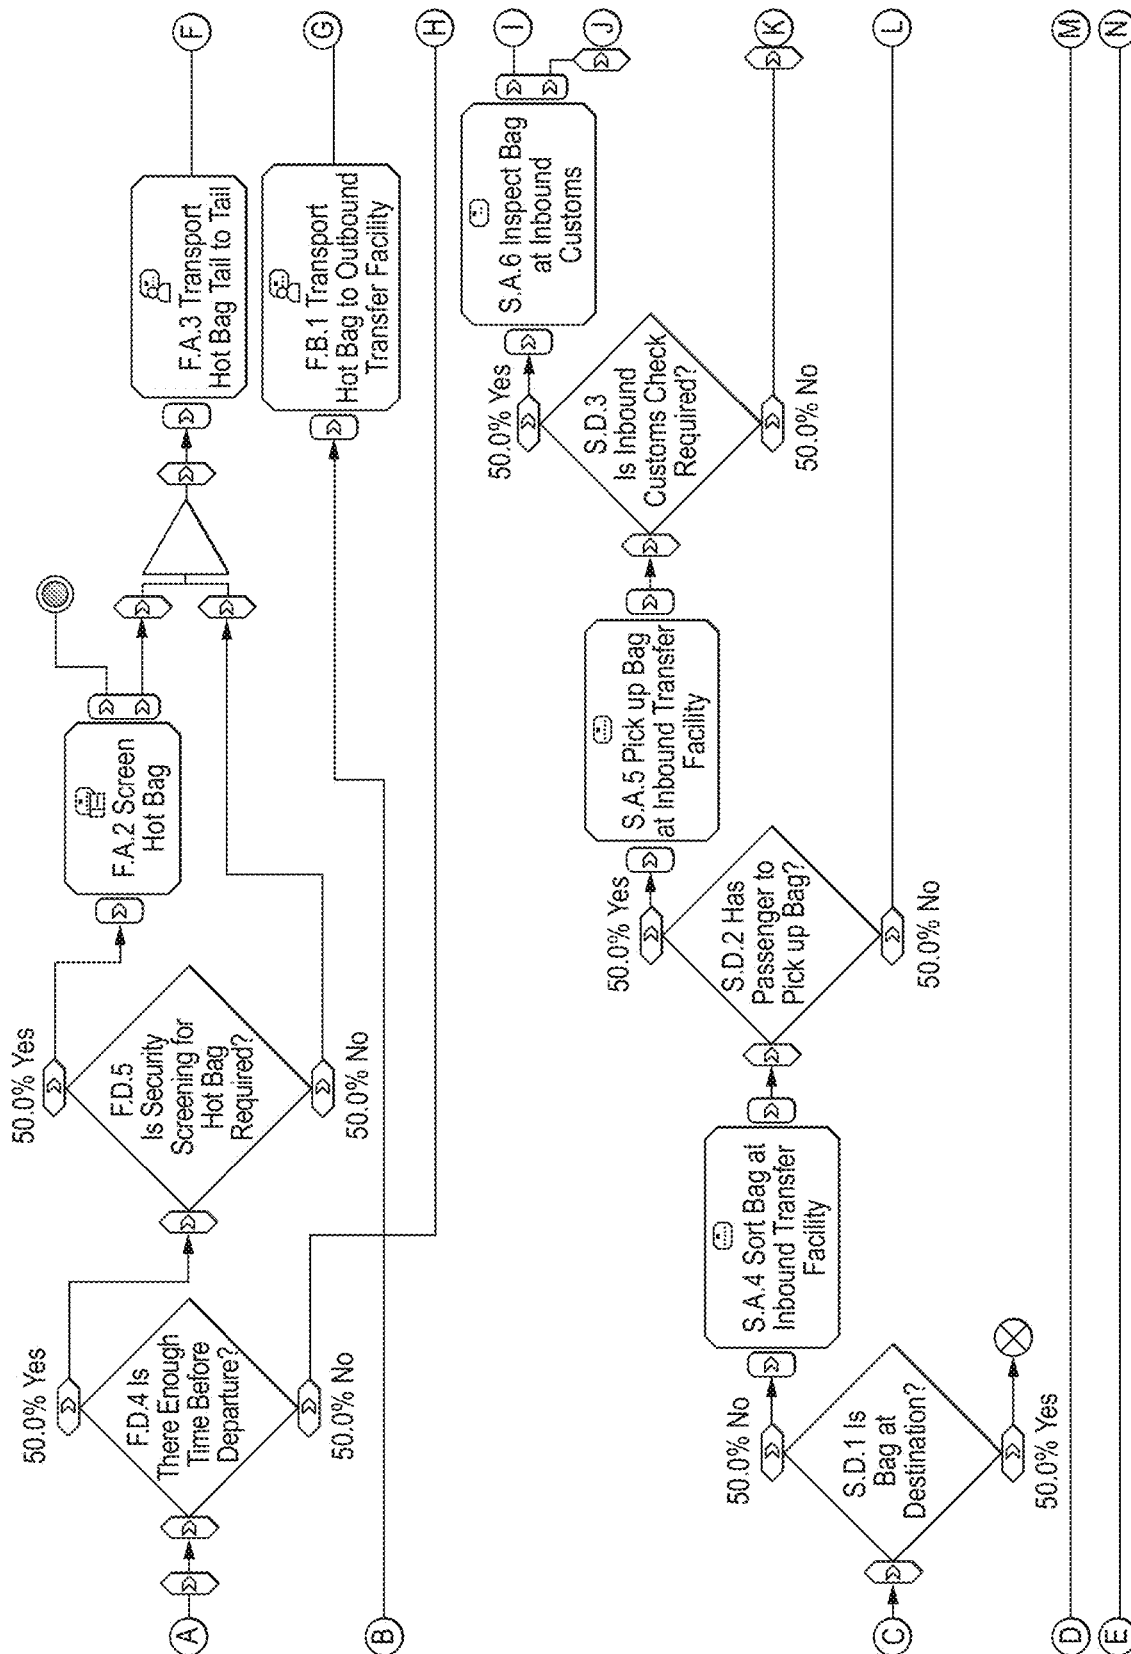 A
50.0% Yes
F.D.4 Is
There Enough
Time Before
Departure?
50.0% No
50.0% Yes
F.D.5
Is Security
Screening for
Hot Bag
Required?
50.0% No
F.A.2 Screen
Hot Bag
F.A.3 Transport
Hot Bag Tail to Tail
F
B
F.B.1 Transport
Hot Bag to Outbound
Transfer Facility
G
H
C
50.0% No
S.D.1 Is
Bag at
Destination?
50.0% Yes
S.A.4 Sort Bag at
Inbound Transfer
Facility
50.0% Yes
S.D.2 Has
Passenger to
Pick up Bag?
50.0% No
S.A.5 Pick up Bag
at Inbound Transfer
Facility
50.0% Yes
S.D.3
Is Inbound
Customs Check
Required?
50.0% No
S.A.6 Inspect Bag
at Inbound
Customs
I
J
K
L
D
M
E
N